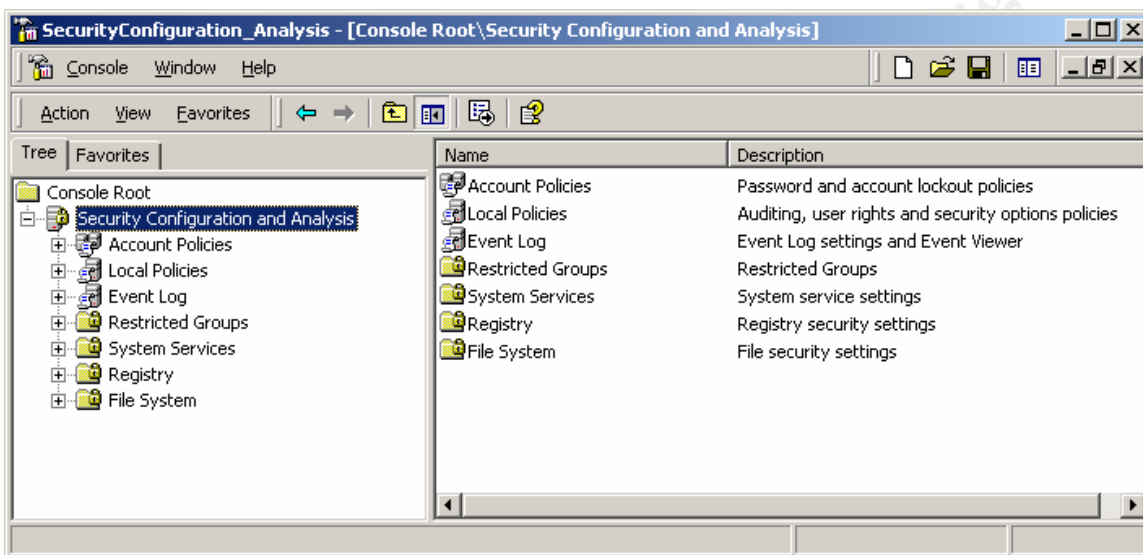 SecurityConfiguration_Analysis - [Console Root\Security Configuration and Analysis]
Console Window Help
Action View Favorites
Tree Favorites
Name Description
Console Root
Security Configuration and Analysis
Account Policies
Local Policies
Event Log
Restricted Groups
System Services
Registry
File System
Account Policies Password and account lockout policies
Local Policies Auditing, user rights and security options policies
Event Log Event Log settings and Event Viewer
Restricted Groups Restricted Groups
System Services System service settings
Registry Registry security settings
File System File security settings